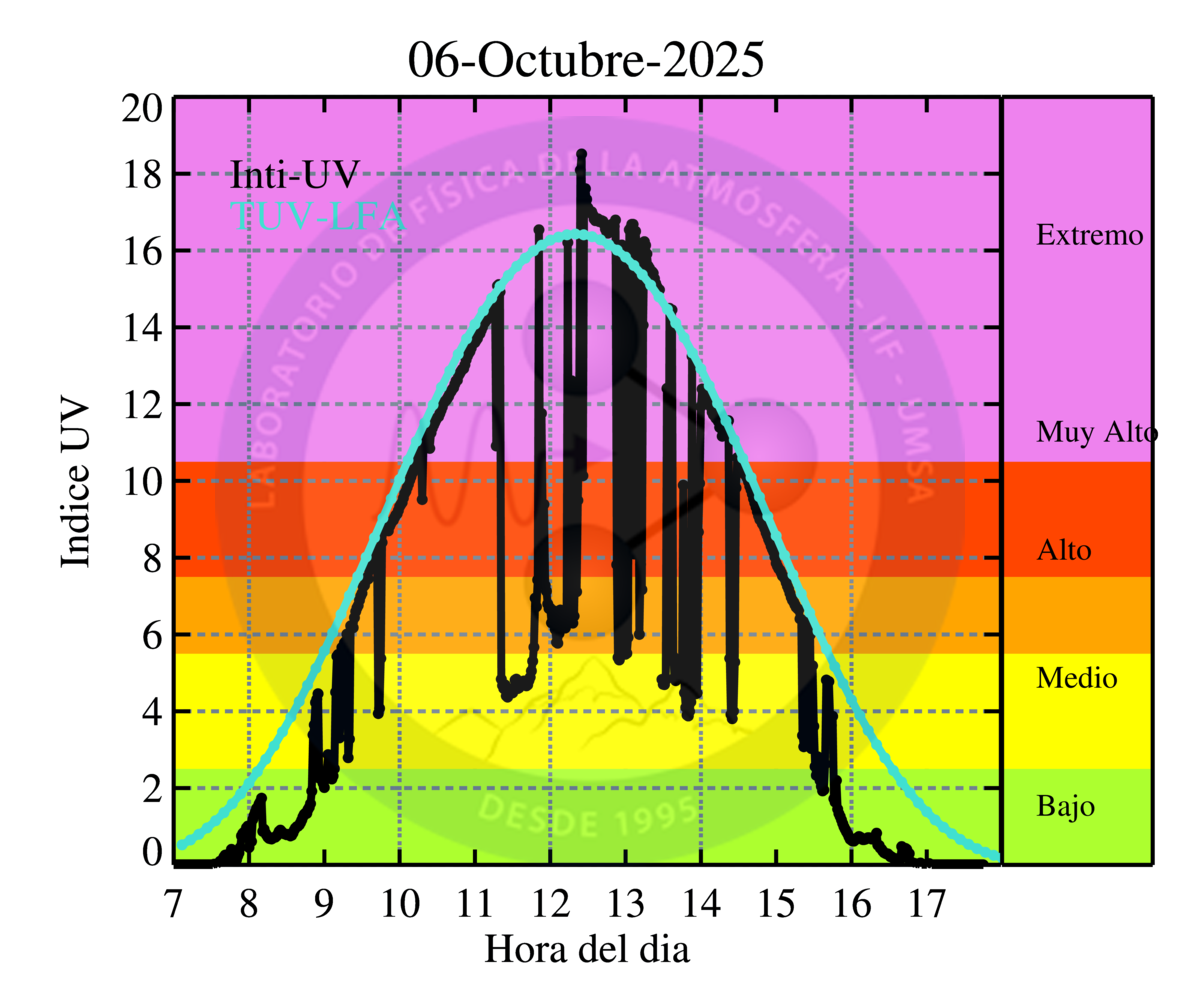 06-Octubre-2025
Inti-UV
TUV-LFA
LABORATORIO DE FÍSICA DE LA ATMÓSFERA - IIF - UMSA
DESDE 1995
Indice UV
20
18
16
14
12
10
8
6
4
2
0
Extremo
Muy Alto
Alto
Medio
Bajo
7 8 9 10 11 12 13 14 15 16 17
Hora del dia